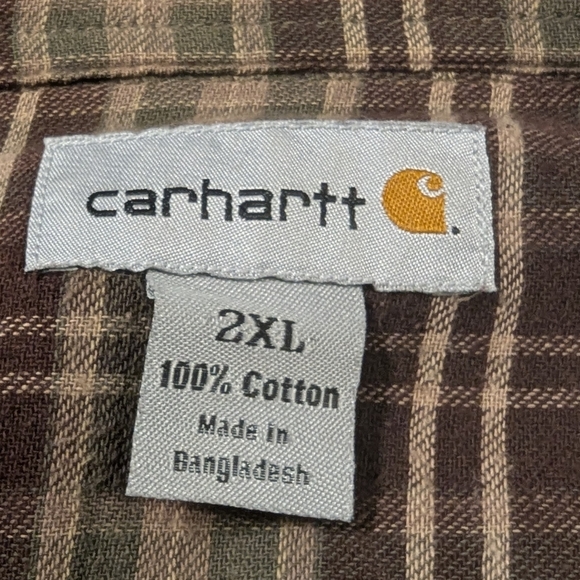 carhartt
2XL
100% Cotton
Made in
Bangladesh